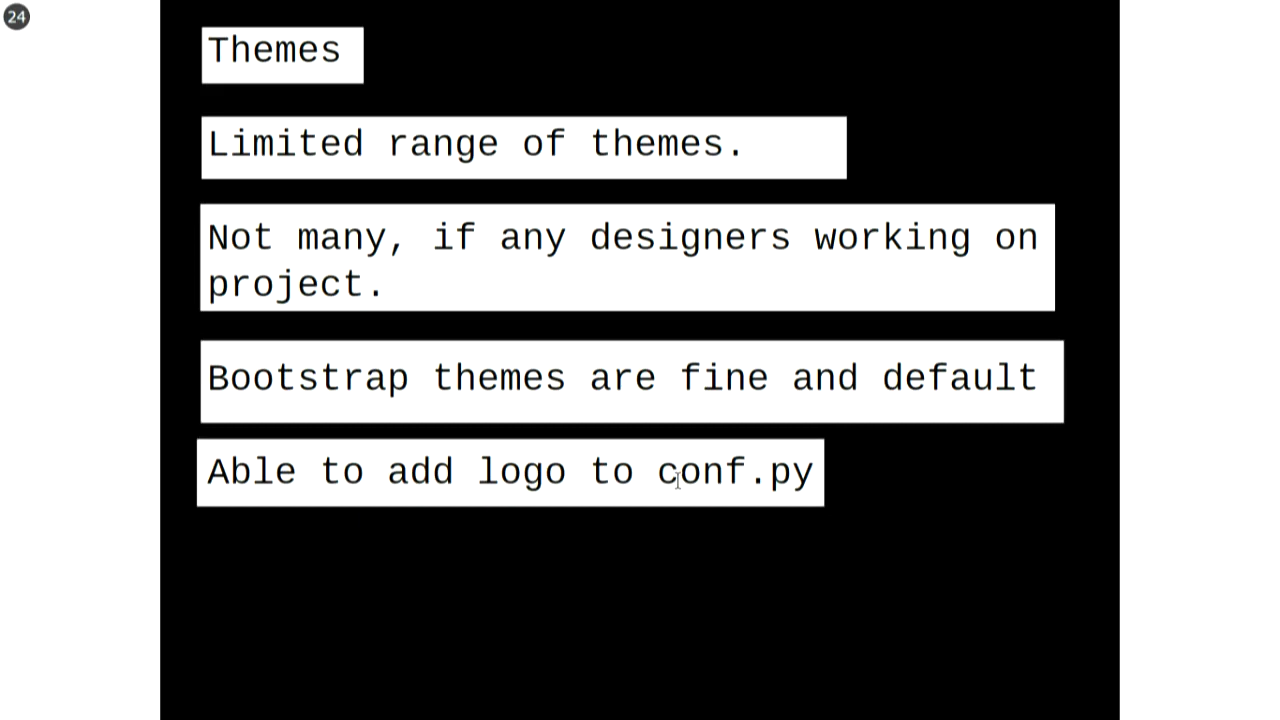 24
Themes
Limited range of themes.
Not many, if any designers working on
project.
Bootstrap themes are fine and default
Able to add logo to conf.py